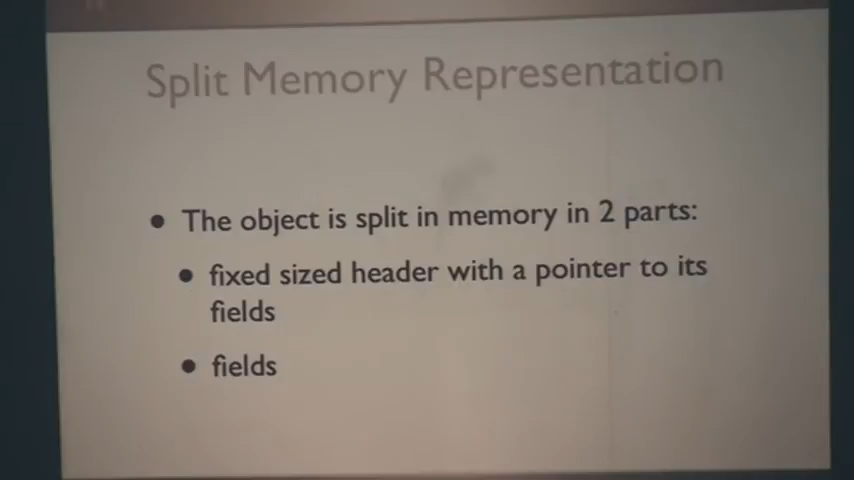 Split Memory Representation
• The object is split in memory in 2 parts:
• fixed sized header with a pointer to its
fields
• fields